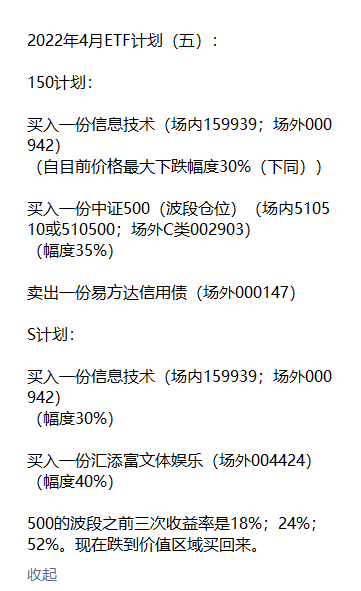 2022年4月ETF计划（五）：
150计划：
买入一份信息技术（场内159939；场外000
942）
（自目前价格最大下跌幅度30%（下同））
买入一份中证500（波段仓位）（场内5105
10或510500；场外C类002903）
（幅度35%）
卖出一份易方达信用债（场外000147）
S计划：
买入一份信息技术（场内159939；场外000
942）
（幅度30%）
买入一份汇添富文体娱乐（场外004424）
（幅度40%）
500的波段之前三次收益率是18%；24%；
52%。现在跌到价值区域买回来。
收起